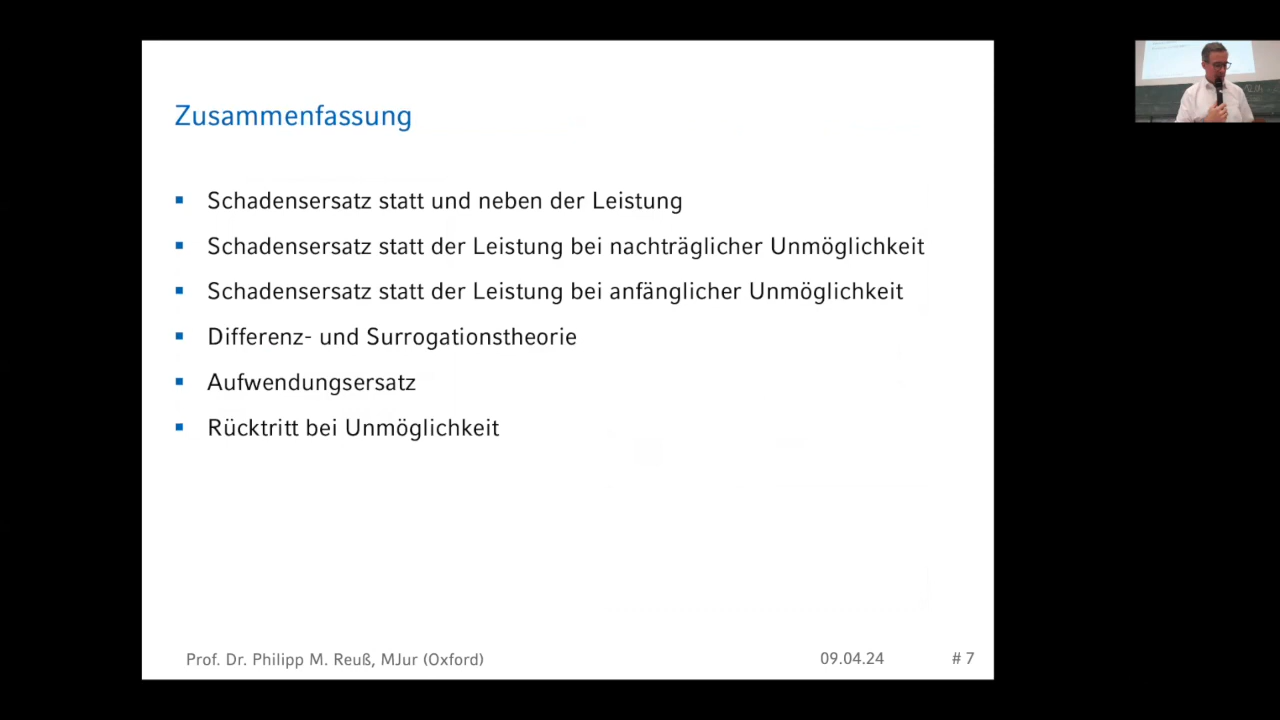 Zusammenfassung
Schadensersatz statt und neben der Leistung
Schadensersatz statt der Leistung bei nachträglicher Unmöglichkeit
Schadensersatz statt der Leistung bei anfänglicher Unmöglichkeit
Differenz- und Surrogationstheorie
Aufwendungsersatz
Rücktritt bei Unmöglichkeit
Prof. Dr. Philipp M. Reuß, MJur (Oxford)
09.04.24
# 7